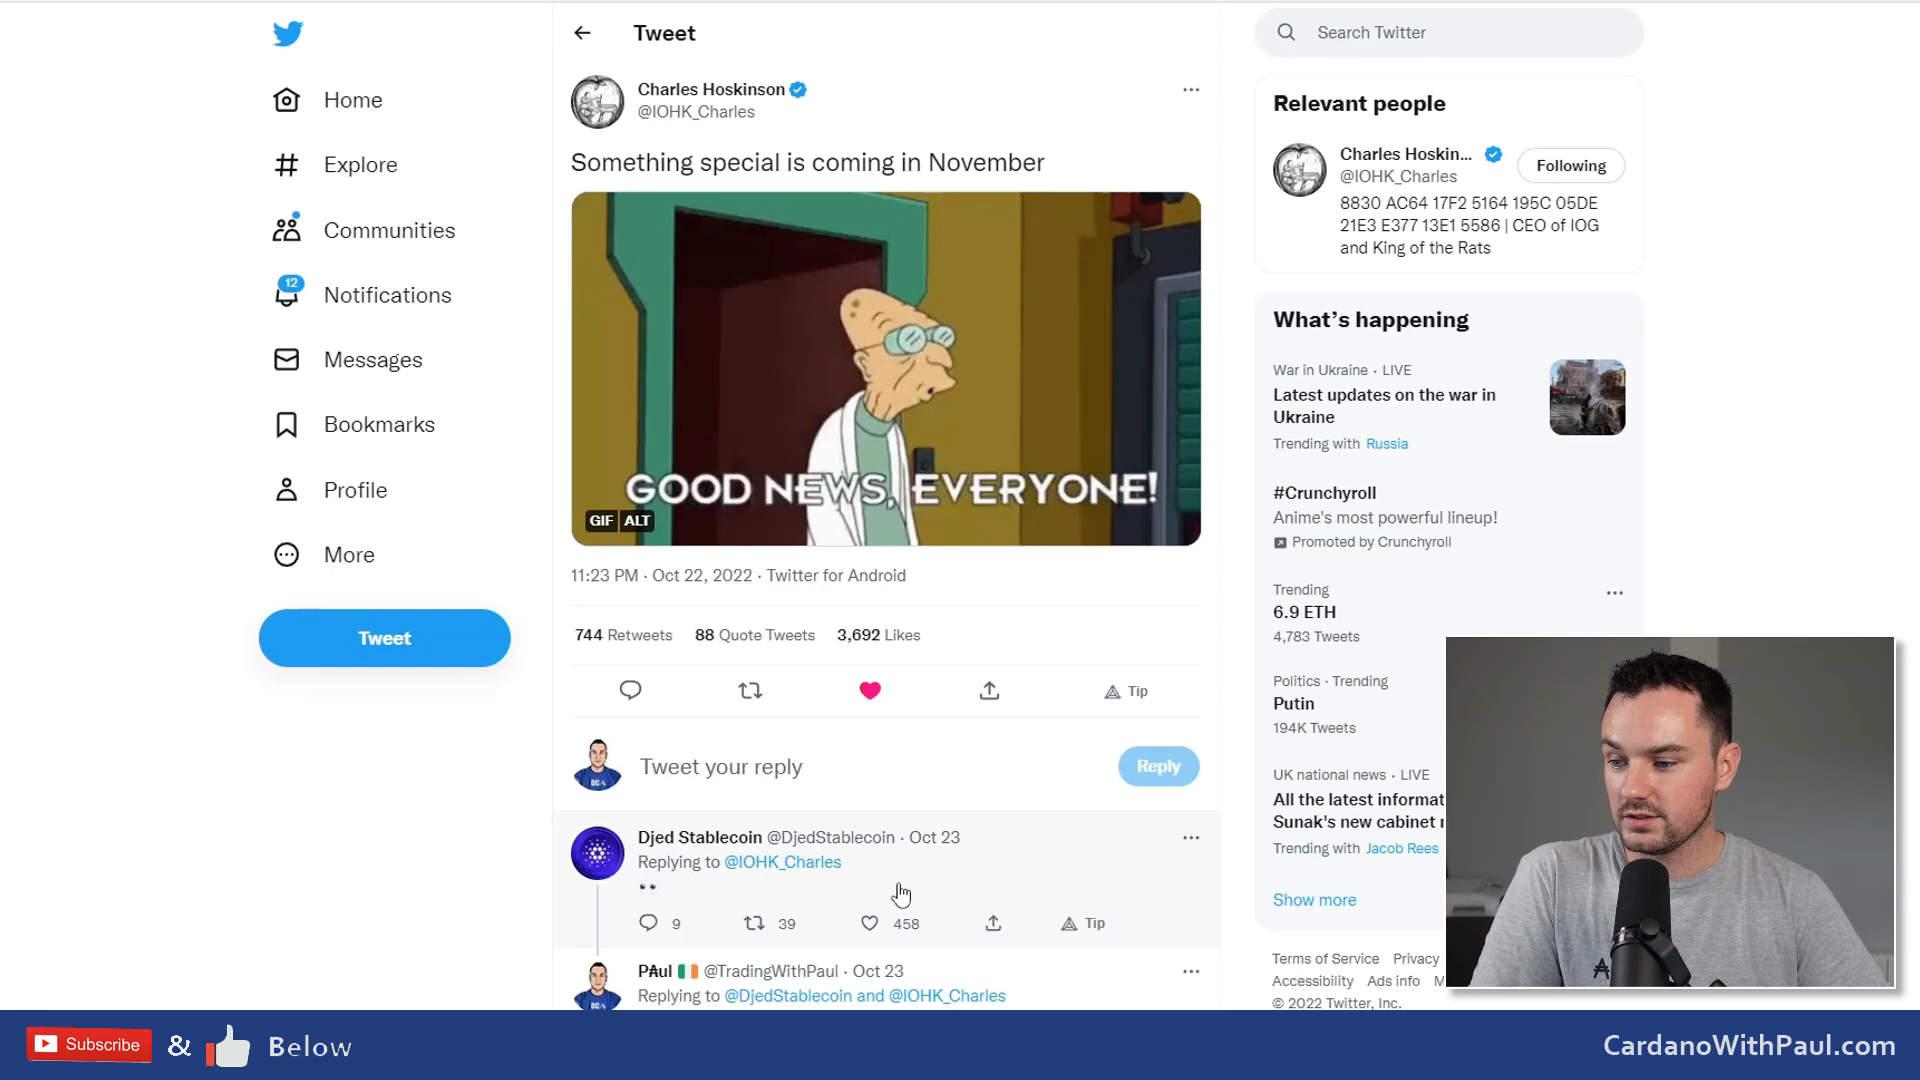 Home
Explore
Communities
12
Notifications
Messages
Bookmarks
Profile
More
Tweet
Tweet
Charles Hoskinson
@IOHK_Charles
Something special is coming in November
GOOD NEWS, EVERYONE!
GIF ALT
11:23 PM · Oct 22, 2022 · Twitter for Android
744 Retweets 88 Quote Tweets 3,692 Likes
Tip
Tweet your reply
Reply
Djed Stablecoin @DjedStablecoin · Oct 23
Replying to @IOHK_Charles
9 39 458 Tip
P₳ul @TradingWithPaul · Oct 23
Replying to @DjedStablecoin and @IOHK_Charles
Search Twitter
Relevant people
Charles Hoskin...
Following
@IOHK_Charles
8830 AC64 17F2 5164 195C 05DE
21E3 E377 13E1 5586 | CEO of IOG
and King of the Rats
What's happening
War in Ukraine · LIVE
Latest updates on the war in
Ukraine
Trending with Russia
#Crunchyroll
Anime's most powerful lineup!
Promoted by Crunchyroll
Trending
6.9 ETH
4,783 Tweets
Politics · Trending
Putin
194K Tweets
UK national news · LIVE
All the latest informat
Sunak's new cabinet
Trending with Jacob Rees
Show more
Terms of Service Privacy
Accessibility Ads info M
© 2022 Twitter, Inc.
Subscribe & Below
CardanoWithPaul.com